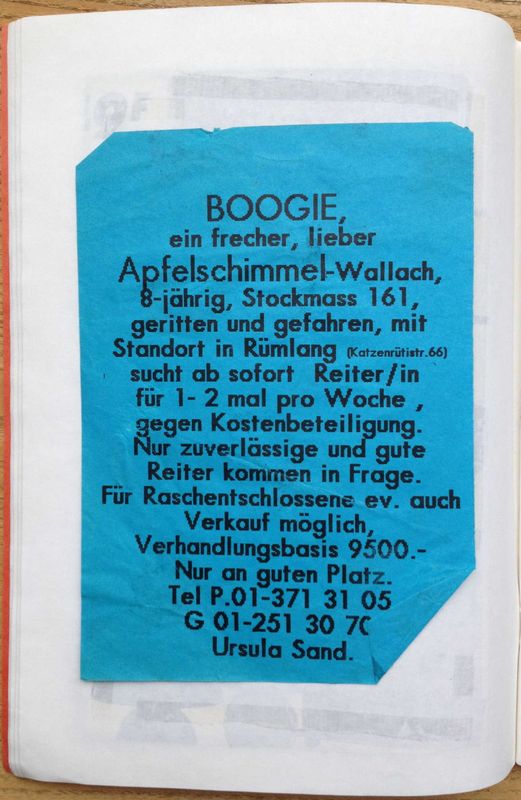 BOOGIE,
ein frecher, lieber
Apfelschimmel-Wallach,
8-jährig, Stockmass 161,
geritten und gefahren, mit
Standort in Rümlang (Katzenrütistr.66)
sucht ab sofort Reiter/in
für 1- 2 mal pro Woche ,
gegen Kostenbeteiligung.
Nur zuverlässige und gute
Reiter kommen in Frage.
Für Raschentschlossene ev. auch
Verkauf möglich,
Verhandlungsbasis 9500.-
Nur an guten Platz.
Tel P.01-371 31 05
G 01-251 30 70
Ursula Sand.